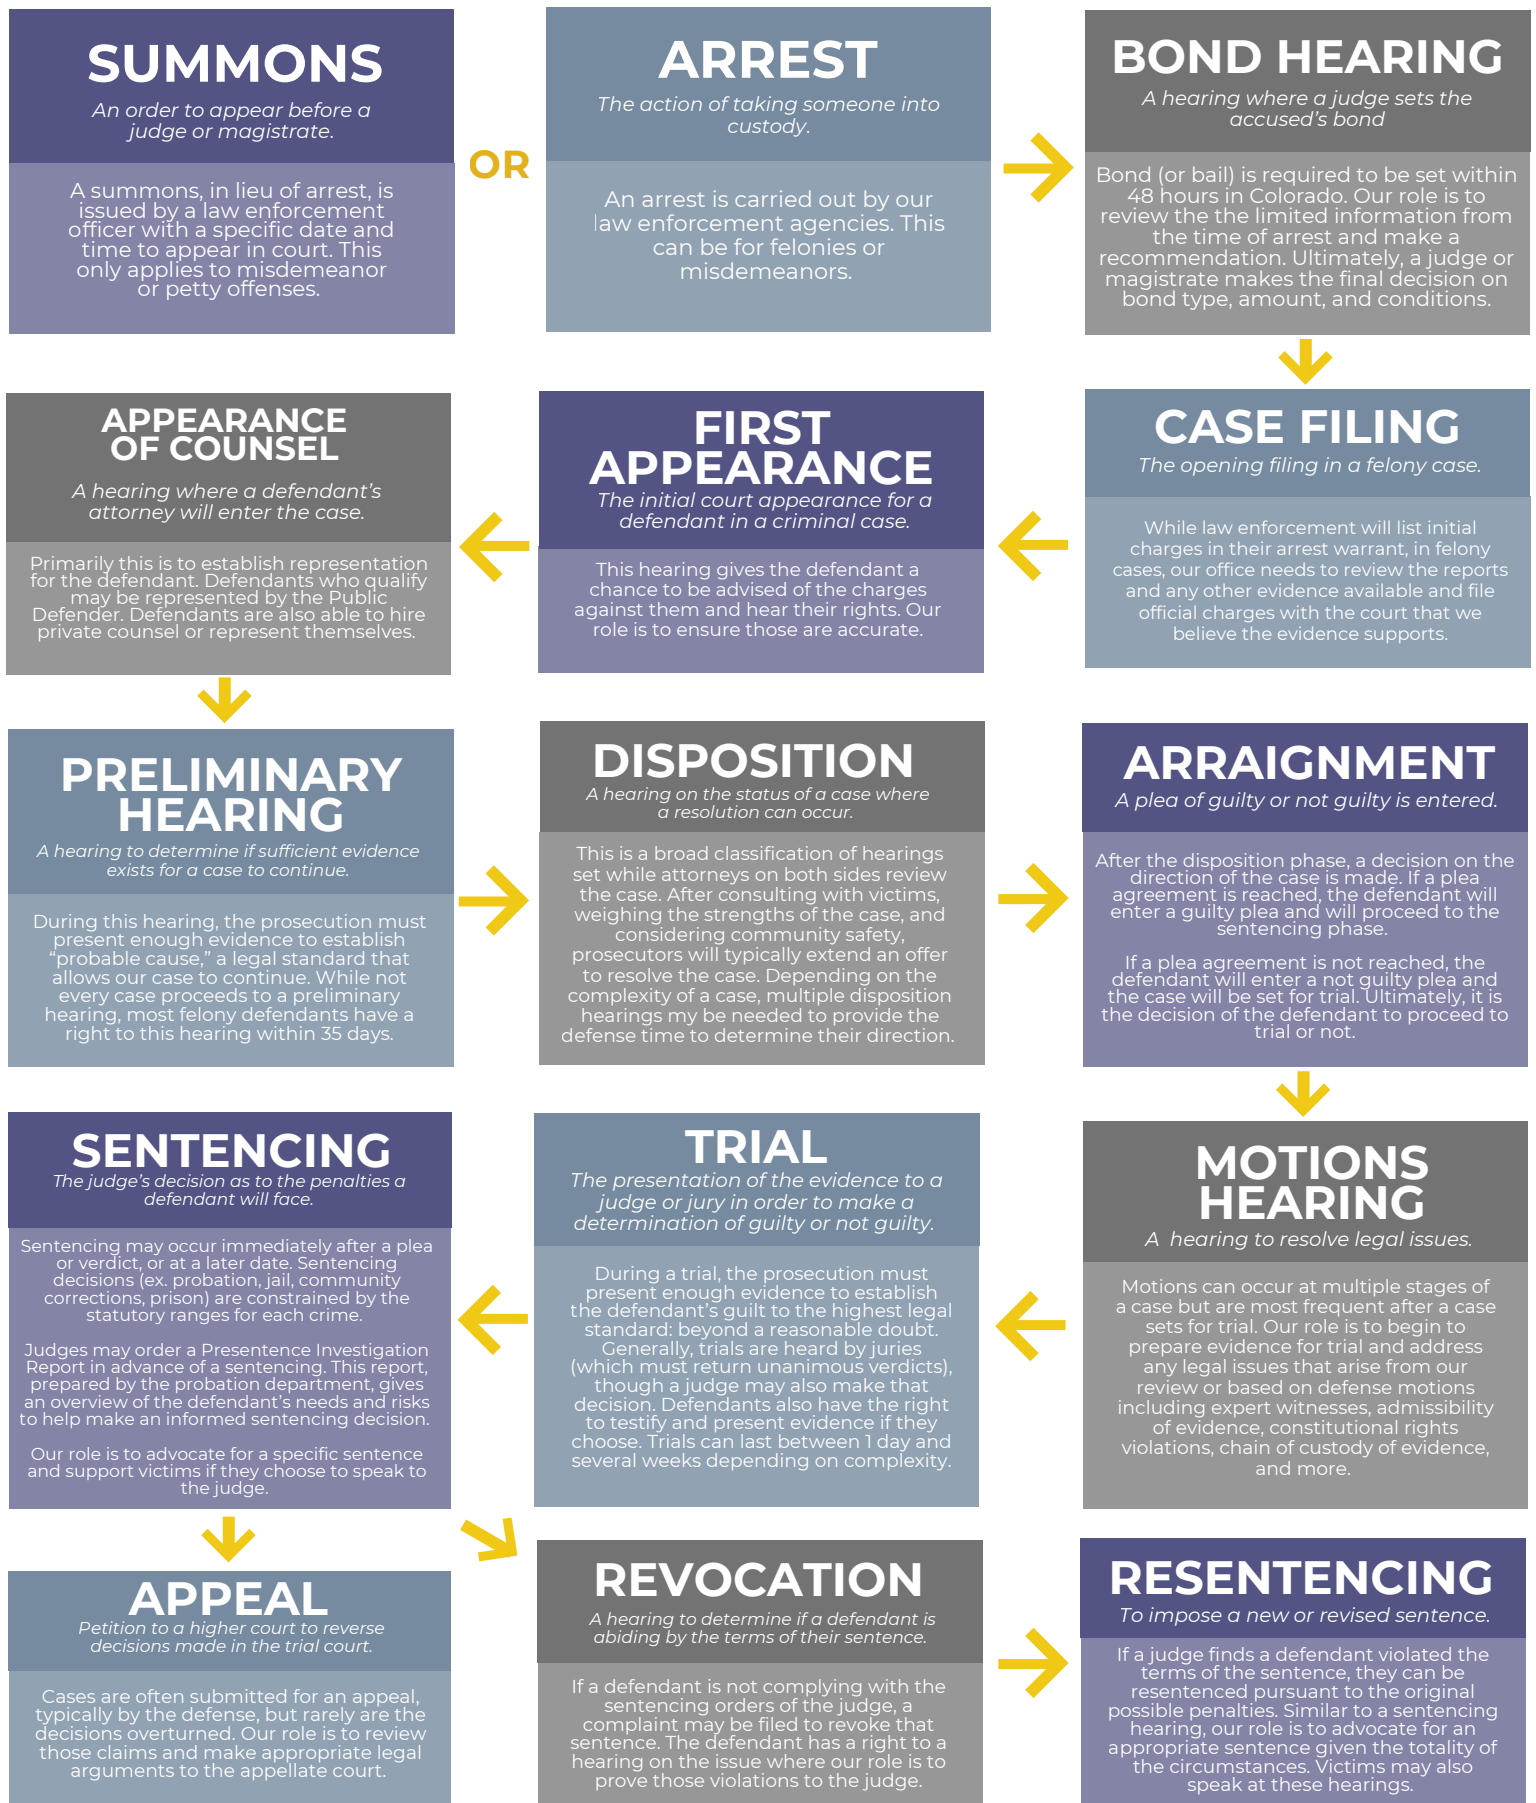 SUMMONS
An order to appear before a
judge or magistrate.
A summons, in lieu of arrest, is
issued by a law enforcement
officer with a specific date and
time to appear in court. This
only applies to misdemeanor
or petty offenses.
OR
ARREST
The action of taking someone into
custody.
An arrest is carried out by our
law enforcement agencies. This
can be for felonies or
misdemeanors.
BOND HEARING
A hearing where a judge sets the
accused's bond
Bond (or bail) is required to be set within
48 hours in Colorado. Our role is to
review the the limited information from
the time of arrest and make a
recommendation. Ultimately, a judge or
magistrate makes the final decision on
bond type, amount, and conditions.
CASE FILING
The opening filing in a felony case.
While law enforcement will list initial
charges in their arrest warrant, in felony
cases, our office needs to review the reports
and any other evidence available and file
official charges with the court that we
believe the evidence supports.
FIRST
APPEARANCE
The initial court appearance for a
defendant in a criminal case.
This hearing gives the defendant a
chance to be advised of the charges
against them and hear their rights. Our
role is to ensure those are accurate.
APPEARANCE
OF COUNSEL
A hearing where a defendant's
attorney will enter the case.
Primarily this is to establish representation
for the defendant. Defendants who qualify
may be represented by the Public
Defender. Defendants are also able to hire
private counsel or represent themselves.
PRELIMINARY
HEARING
A hearing to determine if sufficient evidence
exists for a case to continue.
During this hearing, the prosecution must
present enough evidence to establish
“probable cause,” a legal standard that
allows our case to continue. While not
every case proceeds to a preliminary
hearing, most felony defendants have a
right to this hearing within 35 days.
DISPOSITION
A hearing on the status of a case where
a resolution can occur.
This is a broad classification of hearings
set while attorneys on both sides review
the case. After consulting with victims,
weighing the strengths of the case, and
considering community safety,
prosecutors will typically extend an offer
to resolve the case. Depending on the
complexity of a case, multiple disposition
hearings my be needed to provide the
defense time to determine their direction.
ARRAIGNMENT
A plea of guilty or not guilty is entered.
After the disposition phase, a decision on the
direction of the case is made. If a plea
agreement is reached, the defendant will
enter a guilty plea and will proceed to the
sentencing phase.
If a plea agreement is not reached, the
defendant will enter a not guilty plea and
the case will be set for trial. Ultimately, it is
the decision of the defendant to proceed to
trial or not.
MOTIONS
HEARING
A hearing to resolve legal issues.
Motions can occur at multiple stages of
a case but are most frequent after a case
sets for trial. Our role is to begin to
prepare evidence for trial and address
any legal issues that arise from our
review or based on defense motions
including expert witnesses, admissibility
of evidence, constitutional rights
violations, chain of custody of evidence,
and more.
TRIAL
The presentation of the evidence to a
judge or jury in order to make a
determination of guilty or not guilty.
During a trial, the prosecution must
present enough evidence to establish
the defendant's guilt to the highest legal
standard: beyond a reasonable doubt.
Generally, trials are heard by juries
(which must return unanimous verdicts),
though a judge may also make that
decision. Defendants also have the right
to testify and present evidence if they
choose. Trials can last between 1 day and
several weeks depending on complexity.
SENTENCING
The judge's decision as to the penalties a
defendant will face.
Sentencing may occur immediately after a plea
or verdict, or at a later date. Sentencing
decisions (ex. probation, jail, community
corrections, prison) are constrained by the
statutory ranges for each crime.
Judges may order a Presentence Investigation
Report in advance of a sentencing. This report,
prepared by the probation department, gives
an overview of the defendant's needs and risks
to help make an informed sentencing decision.
Our role is to advocate for a specific sentence
and support victims if they choose to speak to
the judge.
APPEAL
Petition to a higher court to reverse
decisions made in the trial court.
Cases are often submitted for an appeal,
typically by the defense, but rarely are the
decisions overturned. Our role is to review
those claims and make appropriate legal
arguments to the appellate court.
REVOCATION
A hearing to determine if a defendant is
abiding by the terms of their sentence.
If a defendant is not complying with the
sentencing orders of the judge, a
complaint may be filed to revoke that
sentence. The defendant has a right to a
hearing on the issue where our role is to
prove those violations to the judge.
RESENTENCING
To impose a new or revised sentence.
If a judge finds a defendant violated the
terms of the sentence, they can be
resentenced pursuant to the original
possible penalties. Similar to a sentencing
hearing, our role is to advocate for an
appropriate sentence given the totality of
the circumstances. Victims may also
speak at these hearings.